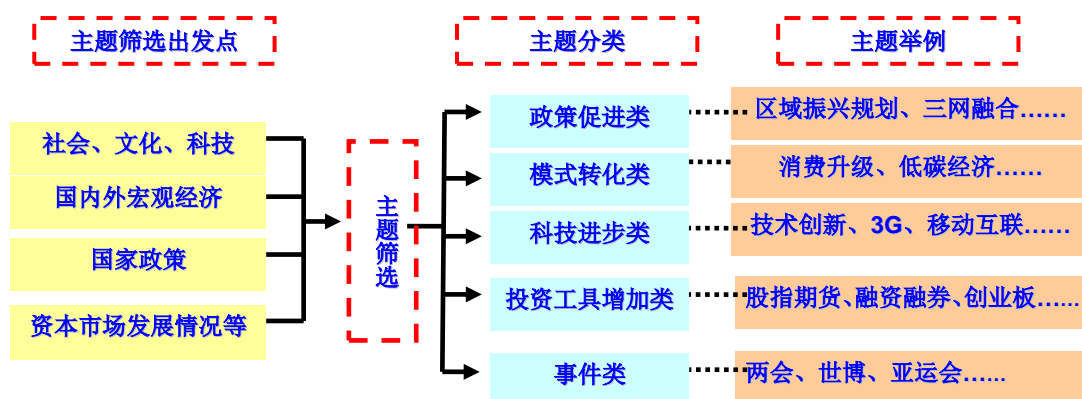 主题筛选出发点
主题分类
主题举例
社会、文化、科技
国内外宏观经济
国家政策
资本市场发展情况等
主题筛选
政策促进类
模式转化类
科技进步类
投资工具增加类
事件类
区域振兴规划、三网融合……
消费升级、低碳经济……
技术创新、3G、移动互联……
股指期货、融资融券、创业板……
两会、世博、亚运会……